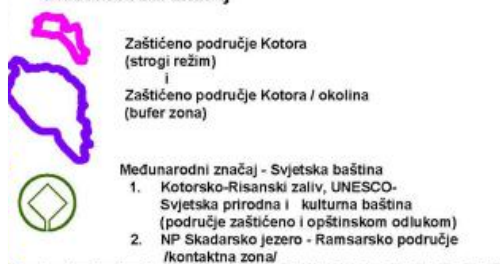 Zaštićeno područje Kotora
(strogi režim)
i
Zaštićeno područje Kotora / okolina
(bufer zona)
Međunarodni značaj - Svjetska baština
1. Kotorsko-Risanski zaliv, UNESCO-
Svjetska prirodna i kulturna baština
(područje zaštićeno i opštinskom odlukom)
2. NP Skadarsko jezero - Ramsarsko područje
/kontaktna zona/